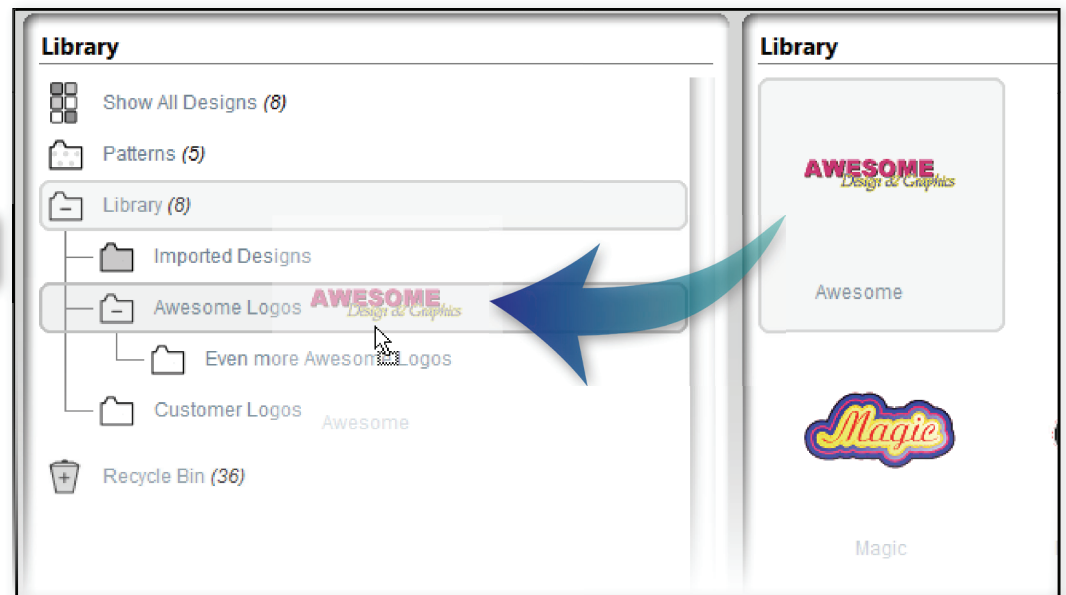 Library
Show All Designs (8)
Patterns (5)
Library (8)
Imported Designs
Awesome Logos
AWESOME
Design & Graphics
Even more Awesome Logos
Customer Logos
Awesome
Recycle Bin (36)
Library
AWESOME
Design & Graphics
Awesome
Magic
Magic